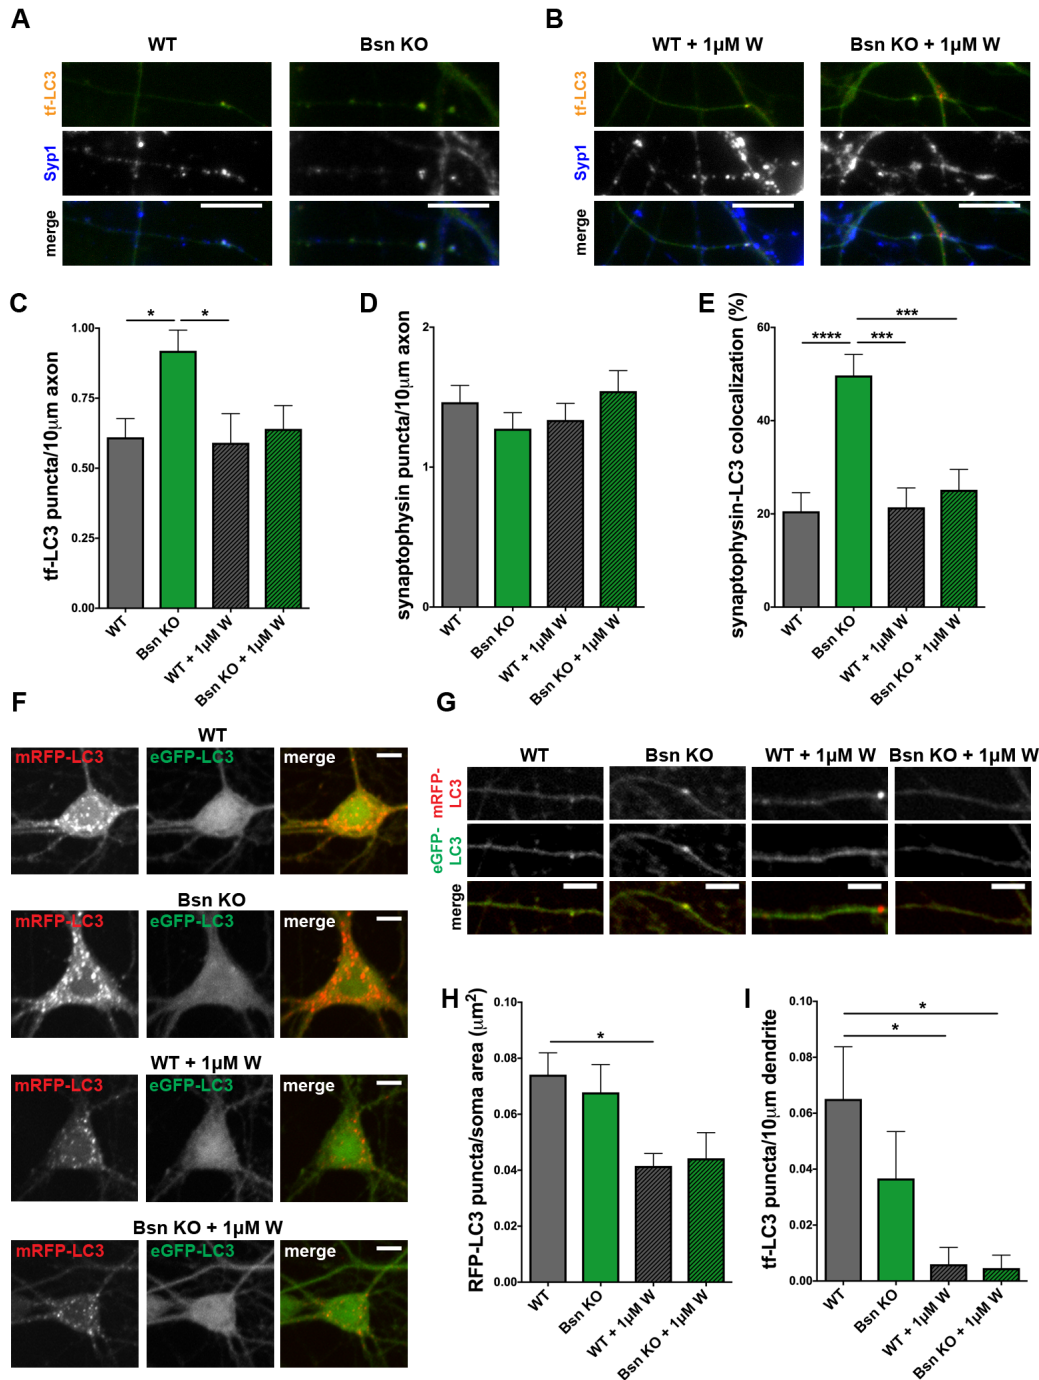 A
WT
Bsn KO
tf-LC3
Syp1
merge
B
WT + 1µM W
Bsn KO + 1µM W
tf-LC3
Syp1
merge
C
tf-LC3 puncta/10µm axon
1.00
0.75
0.50
0.25
0.00
*
*
WT
Bsn KO
WT + 1µM W
Bsn KO + 1µM W
D
synaptophysin puncta/10µm axon
2
1
0
WT
Bsn KO
WT + 1µM W
Bsn KO + 1µM W
E
synaptophysin-LC3 colocalization (%)
60
40
20
0
***
****
***
WT
Bsn KO
WT + 1µM W
Bsn KO + 1µM W
F
WT
mRFP-LC3
eGFP-LC3
merge
Bsn KO
mRFP-LC3
eGFP-LC3
merge
WT + 1µM W
mRFP-LC3
eGFP-LC3
merge
Bsn KO + 1µM W
mRFP-LC3
eGFP-LC3
merge
G
WT
Bsn KO
WT + 1µM W
Bsn KO + 1µM W
mRFP-
LC3
eGFP-
LC3
merge
H
RFP-LC3 puncta/soma area (µm²)
0.10
0.08
0.06
0.04
0.02
0.00
*
WT
Bsn KO
WT + 1µM W
Bsn KO + 1µM W
I
tf-LC3 puncta/10µm dendrite
0.10
0.08
0.06
0.04
0.02
0.00
*
*
WT
Bsn KO
WT + 1µM W
Bsn KO + 1µM W